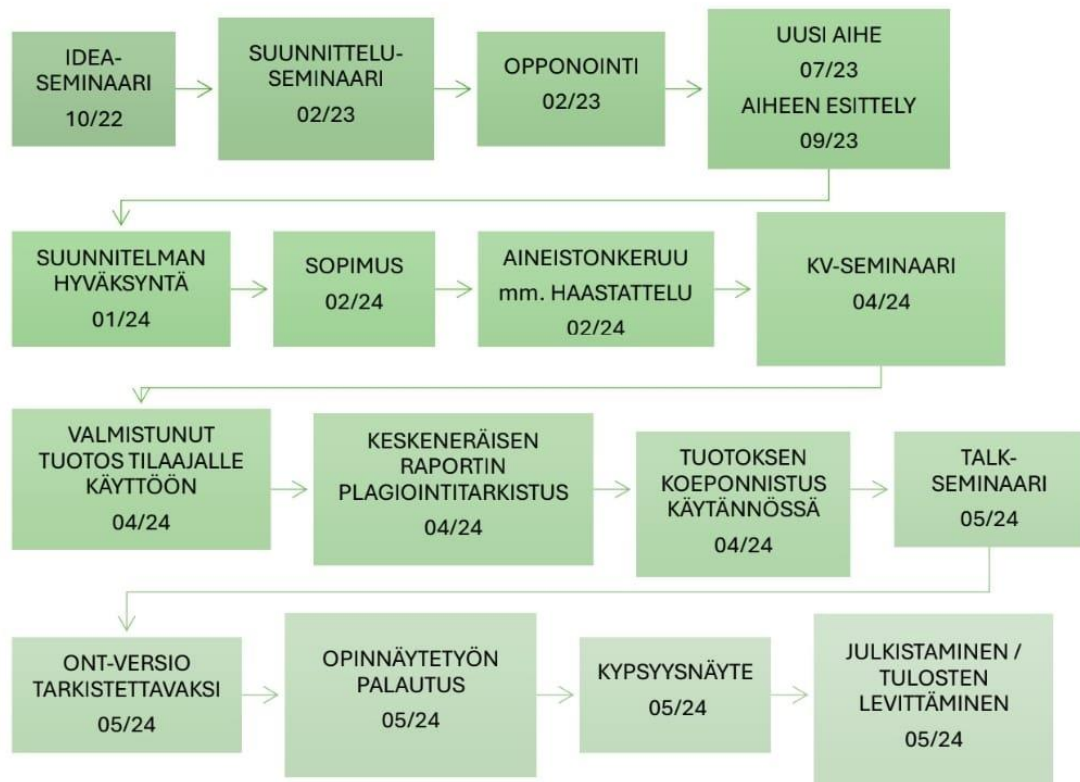 IDEA-
SEMINAARI
10/22
SUUNNITTELU-
SEMINAARI
02/23
OPPONOINTI
02/23
UUSI AIHE
07/23
AIHEEN ESITTELY
09/23
SUUNNITELMAN
HYVÄKSYNTÄ
01/24
SOPIMUS
02/24
AINEISTONKERUU
mm. HAASTATTELU
02/24
KV-SEMINAARI
04/24
VALMISTUNUT
TUOTOS TILAAJALLE
KÄYTTÖÖN
04/24
KESKENERÄISEN
RAPORTIN
PLAGIOINTITARKISTUS
04/24
TUOTOKSEN
KOEPONNISTUS
KÄYTÄNNÖSSÄ
04/24
TALK-
SEMINAARI
05/24
ONT-VERSIO
TARKISTETTAVAKSI
05/24
OPINNÄYTETYÖN
PALAUTUS
05/24
KYPSYYSNÄYTE
05/24
JULKISTAMINEN /
TULOSTEN
LEVITTÄMINEN
05/24